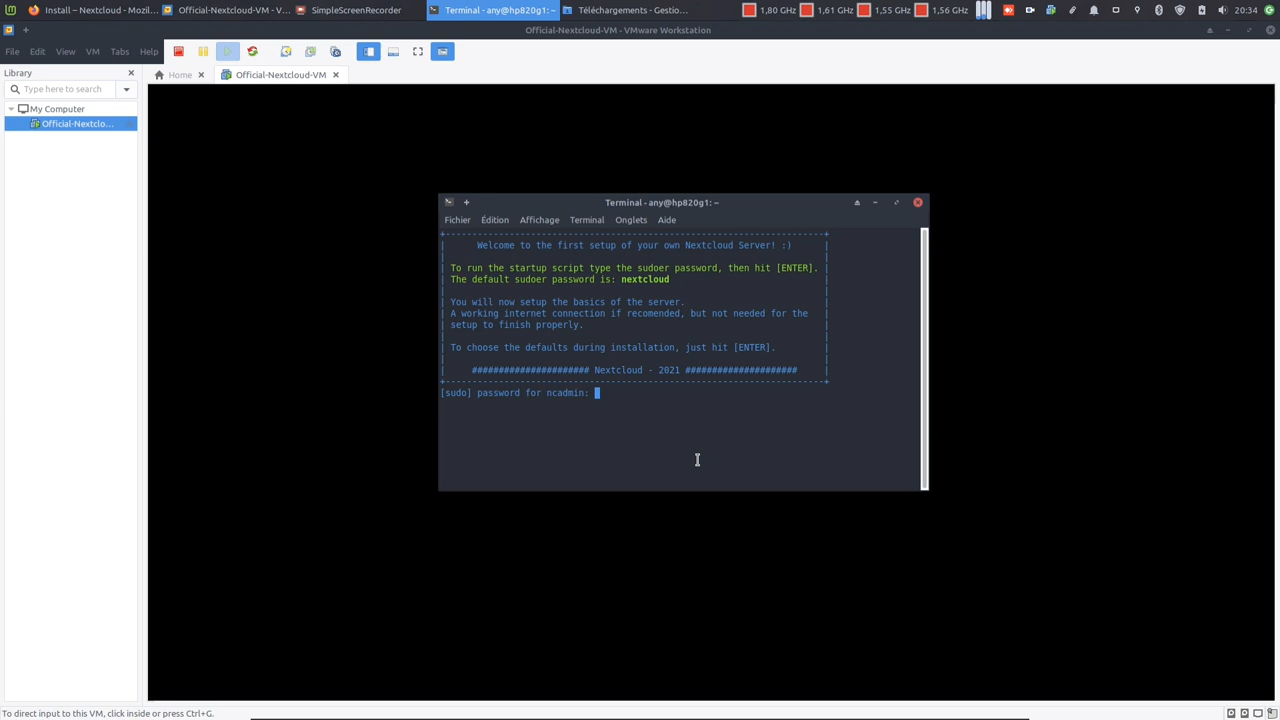 Install – Nextcloud - Mozil...
Official-Nextcloud-VM - V...
SimpleScreenRecorder
Terminal - any@hp820g1: ~
Téléchargements - Gestio...
1,80 GHz
1,61 GHz
1,55 GHz
1,56 GHz
20:34
Official-Nextcloud-VM - VMware Workstation
File Edit View VM Tabs Help
Library
Home
Official-Nextcloud-VM
Type here to search
My Computer
Official-Nextclo...
Terminal - any@hp820g1: ~
Fichier Édition Affichage Terminal Onglets Aide
+-----------------------------------------------------------------------+
| Welcome to the first setup of your own Nextcloud Server! :) |
| |
| To run the startup script type the sudoer password, then hit [ENTER]. |
| The default sudoer password is: nextcloud |
| |
| You will now setup the basics of the server. |
| A working internet connection if recomended, but not needed for the |
| setup to finish properly. |
| |
| To choose the defaults during installation, just hit [ENTER]. |
| |
| ###################### Nextcloud - 2021 ##################### |
+-----------------------------------------------------------------------+
[sudo] password for ncadmin:
To direct input to this VM, click inside or press Ctrl+G.